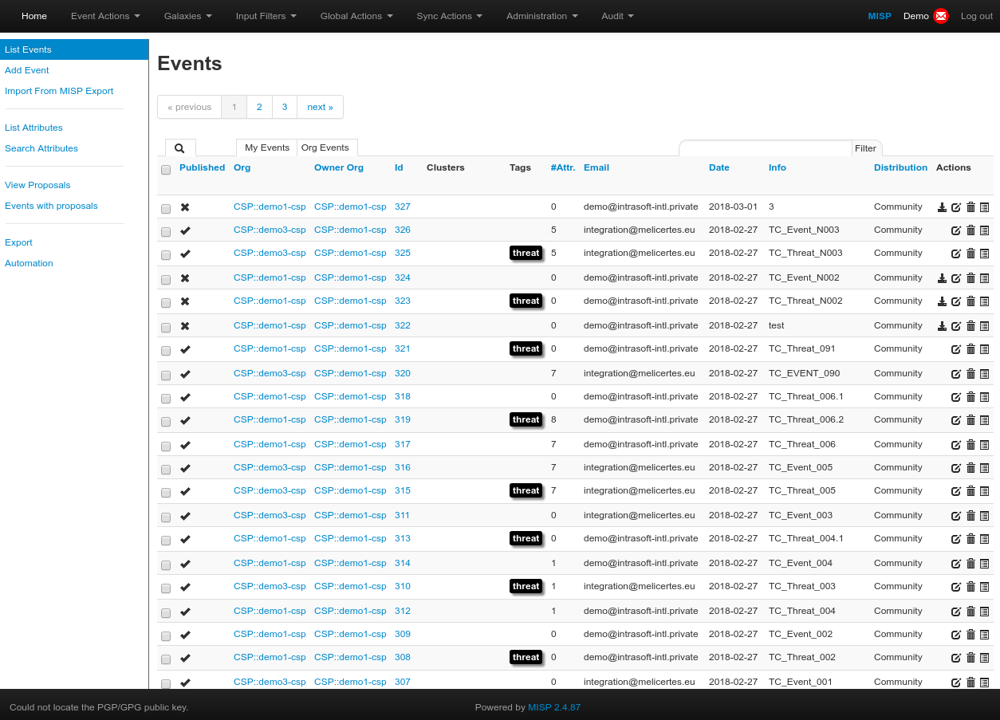 Home Event Actions Galaxies Input Filters Global Actions Sync Actions Administration Audit MISP Demo Log out
List Events
Add Event
Import From MISP Export
List Attributes
Search Attributes
View Proposals
Events with proposals
Export
Automation
Events
« previous 1 2 3 next »
My Events Org Events Filter
Published Org Owner Org Id Clusters Tags #Attr. Email Date Info Distribution Actions
CSP::demo1-csp CSP::demo1-csp 327 0 demo@intrasoft-intl.private 2018-03-01 3 Community
CSP::demo3-csp CSP::demo1-csp 326 5 integration@melicertes.eu 2018-02-27 TC_Event_N003 Community
CSP::demo3-csp CSP::demo1-csp 325 threat 5 integration@melicertes.eu 2018-02-27 TC_Threat_N003 Community
CSP::demo1-csp CSP::demo1-csp 324 0 demo@intrasoft-intl.private 2018-02-27 TC_Event_N002 Community
CSP::demo1-csp CSP::demo1-csp 323 threat 0 demo@intrasoft-intl.private 2018-02-27 TC_Threat_N002 Community
CSP::demo1-csp CSP::demo1-csp 322 0 demo@intrasoft-intl.private 2018-02-27 test Community
CSP::demo1-csp CSP::demo1-csp 321 threat 0 demo@intrasoft-intl.private 2018-02-27 TC_Threat_091 Community
CSP::demo3-csp CSP::demo1-csp 320 7 integration@melicertes.eu 2018-02-27 TC_EVENT_090 Community
CSP::demo1-csp CSP::demo1-csp 318 0 demo@intrasoft-intl.private 2018-02-27 TC_Threat_006.1 Community
CSP::demo1-csp CSP::demo1-csp 319 threat 8 demo@intrasoft-intl.private 2018-02-27 TC_Threat_006.2 Community
CSP::demo1-csp CSP::demo1-csp 317 7 demo@intrasoft-intl.private 2018-02-27 TC_Threat_006 Community
CSP::demo3-csp CSP::demo1-csp 316 7 integration@melicertes.eu 2018-02-27 TC_Event_005 Community
CSP::demo3-csp CSP::demo1-csp 315 threat 7 integration@melicertes.eu 2018-02-27 TC_Threat_005 Community
CSP::demo3-csp CSP::demo1-csp 311 0 integration@melicertes.eu 2018-02-27 TC_Event_003 Community
CSP::demo1-csp CSP::demo1-csp 313 threat 0 demo@intrasoft-intl.private 2018-02-27 TC_Threat_004.1 Community
CSP::demo1-csp CSP::demo1-csp 314 1 demo@intrasoft-intl.private 2018-02-27 TC_Event_004 Community
CSP::demo3-csp CSP::demo1-csp 310 threat 1 integration@melicertes.eu 2018-02-27 TC_Threat_003 Community
CSP::demo1-csp CSP::demo1-csp 312 1 demo@intrasoft-intl.private 2018-02-27 TC_Threat_004 Community
CSP::demo1-csp CSP::demo1-csp 309 0 demo@intrasoft-intl.private 2018-02-27 TC_Event_002 Community
CSP::demo1-csp CSP::demo1-csp 308 threat 0 demo@intrasoft-intl.private 2018-02-27 TC_Threat_002 Community
CSP::demo3-csp CSP::demo1-csp 307 0 integration@melicertes.eu 2018-02-27 TC_Event_001 Community
Could not locate the PGP/GPG public key. Powered by MISP 2.4.87